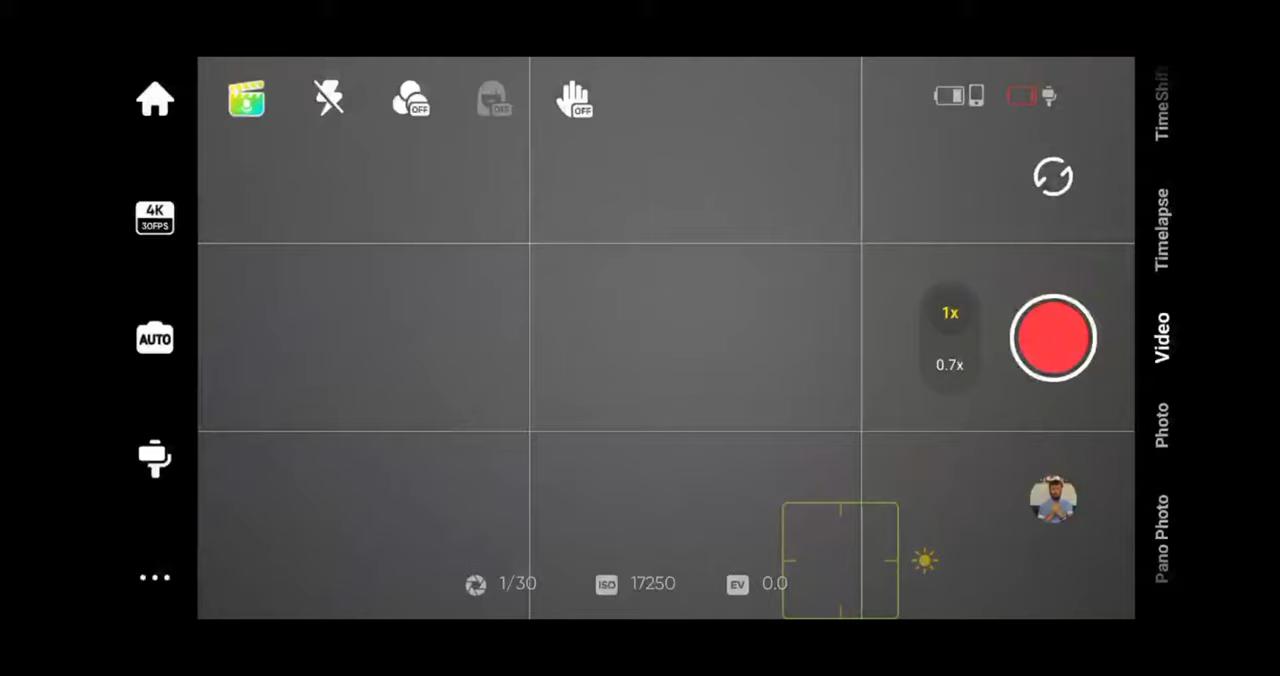 4K
30FPS
AUTO
OFF
OFF
OFF
1x
0.7x
1/30
ISO
17250
EV
0.0
TimeShift
Timelapse
Video
Photo
Pano Photo